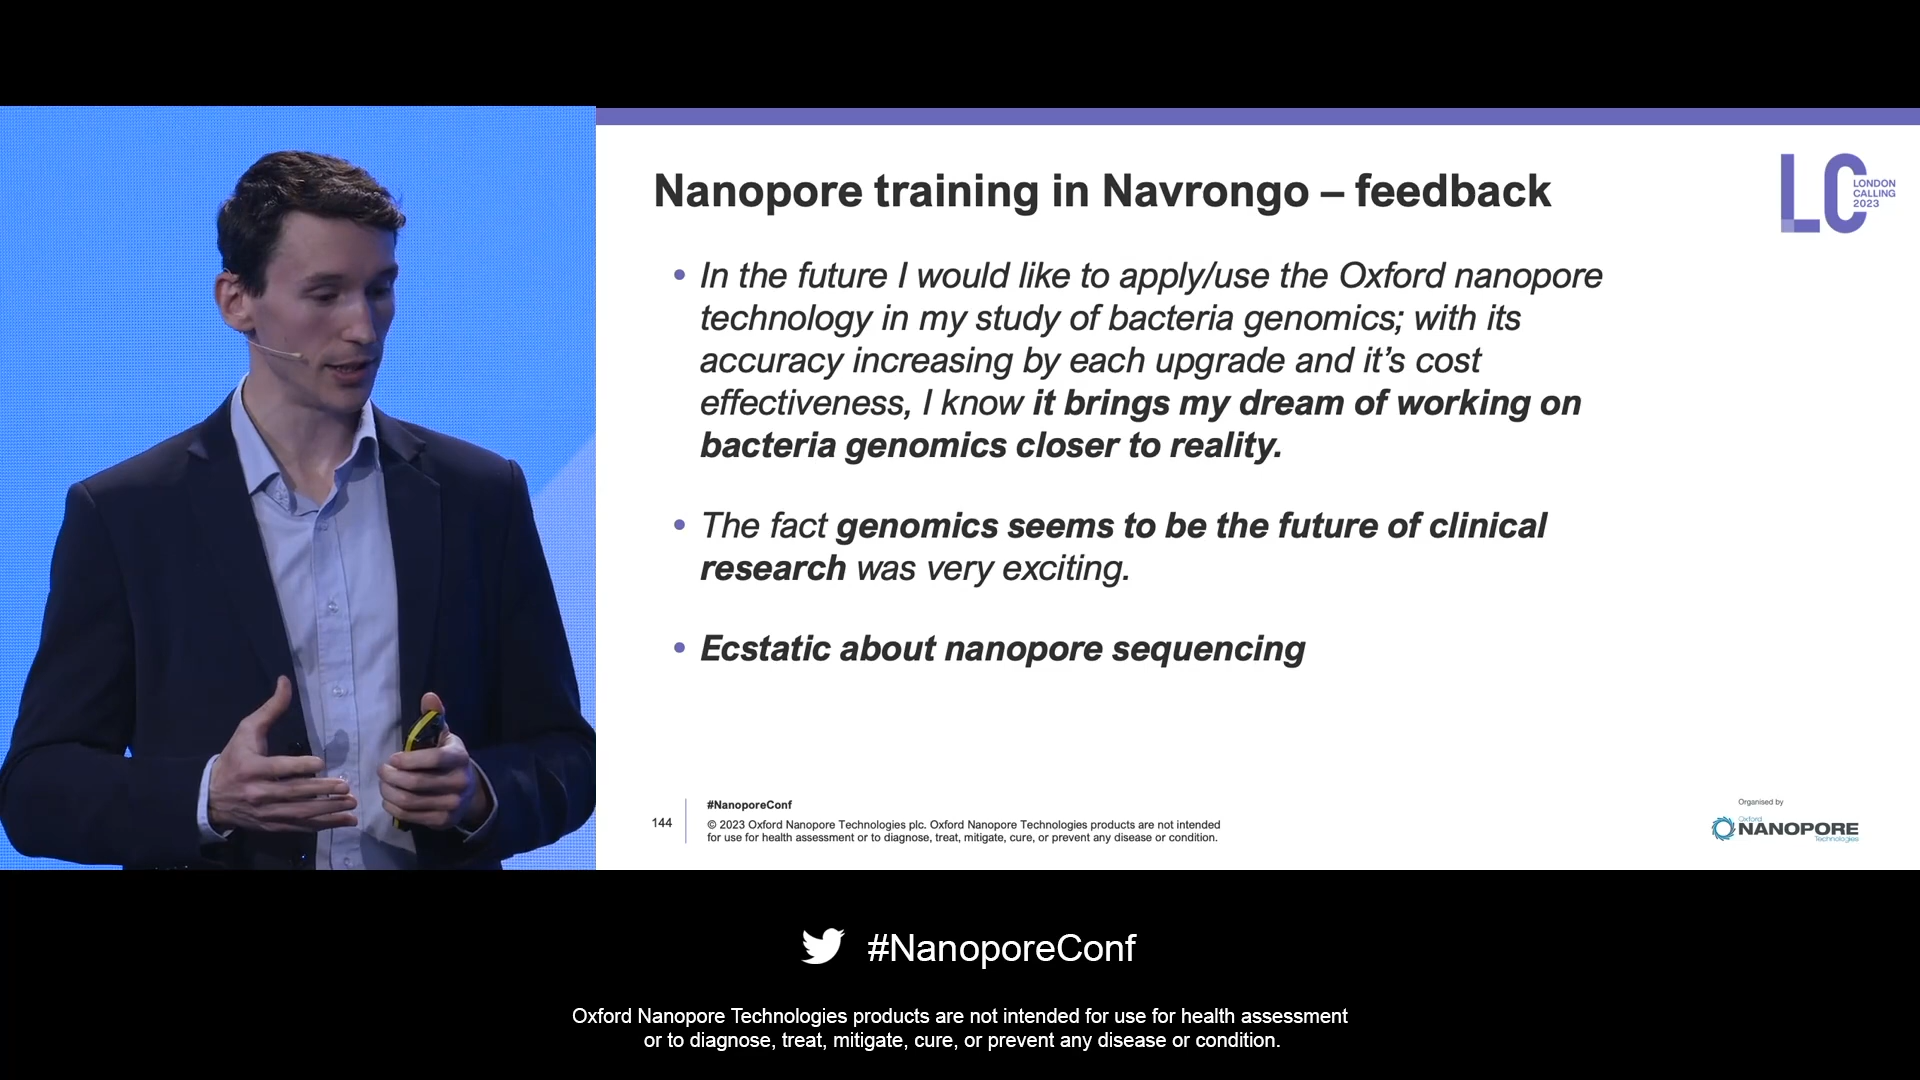 Nanopore training in Navrongo – feedback
LC
LONDON
CALLING
2023
• In the future I would like to apply/use the Oxford nanopore
technology in my study of bacteria genomics; with its
accuracy increasing by each upgrade and it’s cost
effectiveness, I know it brings my dream of working on
bacteria genomics closer to reality.
• The fact genomics seems to be the future of clinical
research was very exciting.
• Ecstatic about nanopore sequencing
144
#NanoporeConf
© 2023 Oxford Nanopore Technologies plc. Oxford Nanopore Technologies products are not intended
for use for health assessment or to diagnose, treat, mitigate, cure, or prevent any disease or condition.
Organised by
Oxford
NANOPORE
Technologies
#NanoporeConf
Oxford Nanopore Technologies products are not intended for use for health assessment
or to diagnose, treat, mitigate, cure, or prevent any disease or condition.